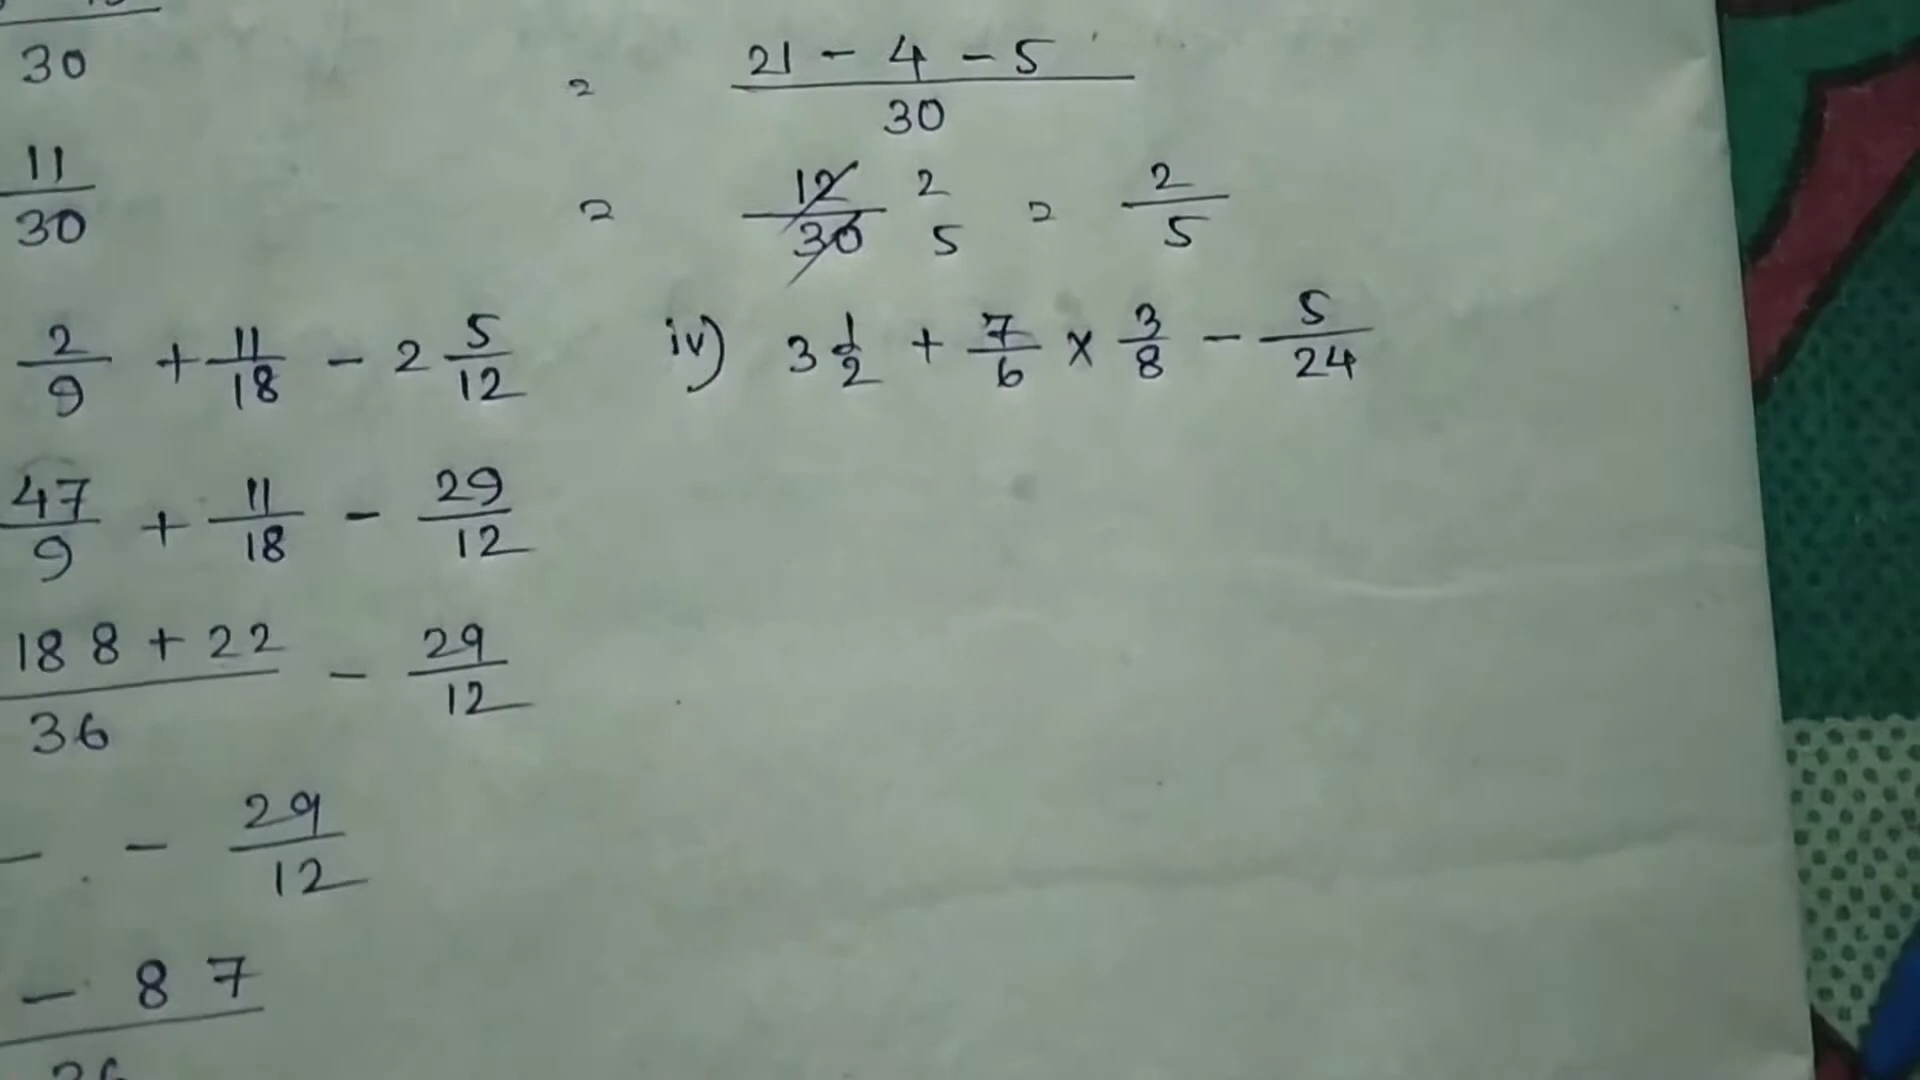 30
11/30
2/9 + 11/18 - 2 5/12
47/9 + 11/18 - 29/12
188 + 22/36 - 29/12
- 29/12
- 87
= 21 - 4 - 5/30
= 12/30 2/5 = 2/5
iv) 3 1/2 + 7/6 × 3/8 - 5/24